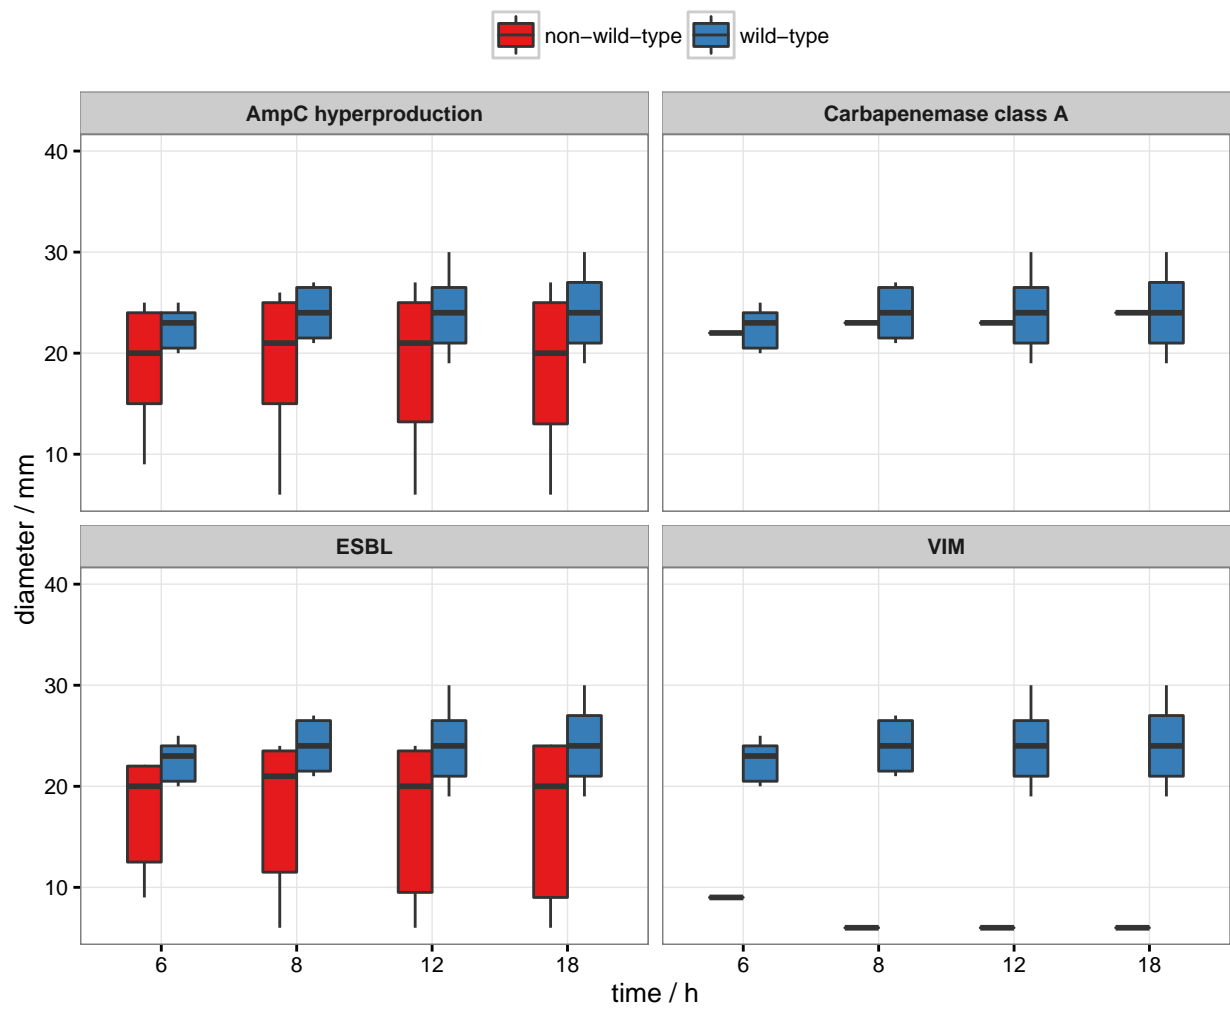 non−wild−type wild−type
AmpC hyperproduction Carbapenemase class A
40
30
20
10
ESBL VIM
40
30
20
10
diameter / mm
6 8 12 18 6 8 12 18
time / h